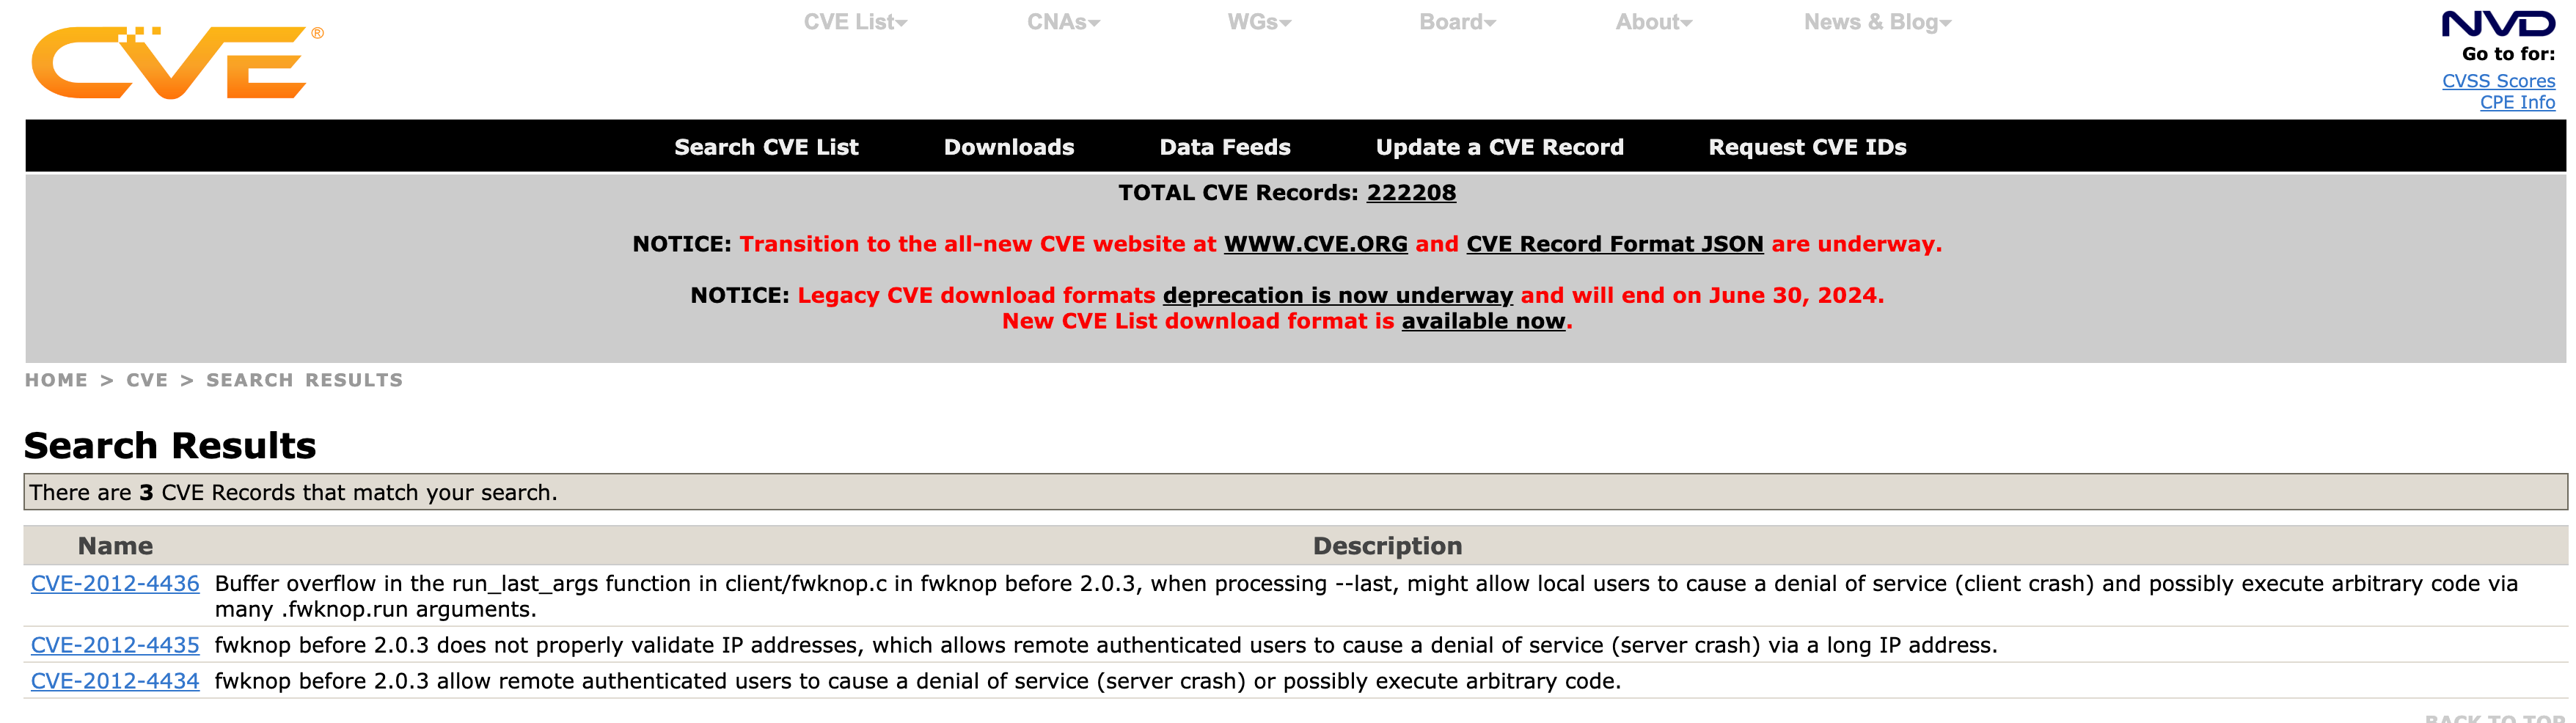 CVE®
CVE List▾ CNAs▾ WGs▾ Board▾ About▾ News & Blog▾
NVD
Go to for:
CVSS Scores
CPE Info
Search CVE List Downloads Data Feeds Update a CVE Record Request CVE IDs
TOTAL CVE Records: 222208
NOTICE: Transition to the all-new CVE website at WWW.CVE.ORG and CVE Record Format JSON are underway.
NOTICE: Legacy CVE download formats deprecation is now underway and will end on June 30, 2024.
New CVE List download format is available now.
HOME > CVE > SEARCH RESULTS
Search Results
There are 3 CVE Records that match your search.
Name Description
CVE-2012-4436 Buffer overflow in the run_last_args function in client/fwknop.c in fwknop before 2.0.3, when processing --last, might allow local users to cause a denial of service (client crash) and possibly execute arbitrary code via
many .fwknop.run arguments.
CVE-2012-4435 fwknop before 2.0.3 does not properly validate IP addresses, which allows remote authenticated users to cause a denial of service (server crash) via a long IP address.
CVE-2012-4434 fwknop before 2.0.3 allow remote authenticated users to cause a denial of service (server crash) or possibly execute arbitrary code.
BACK TO TOP